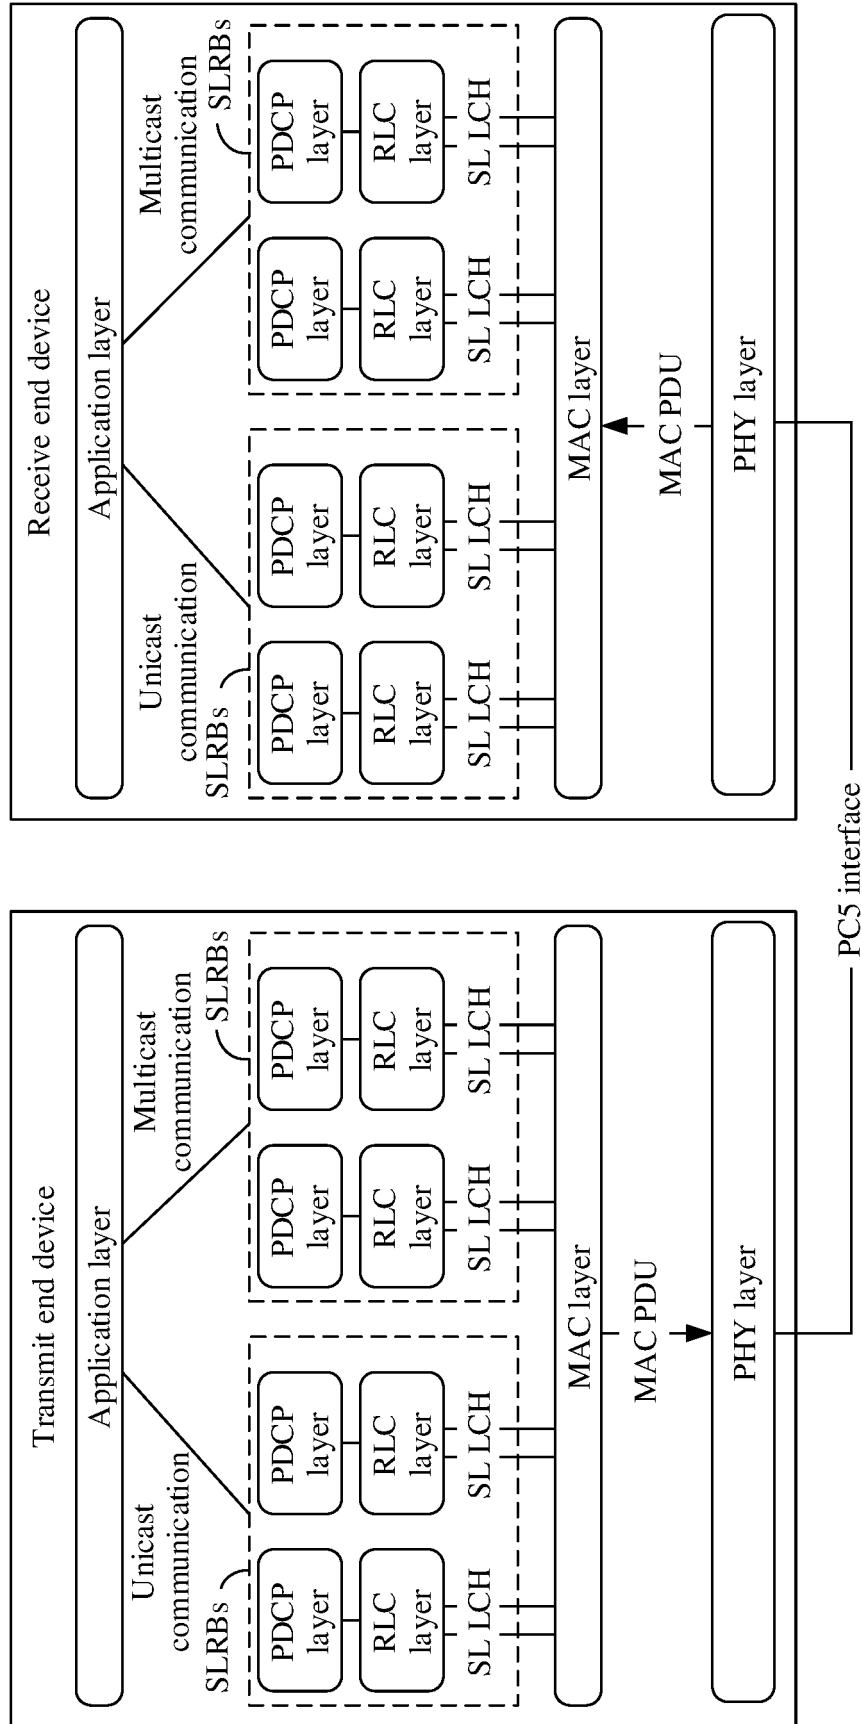 Transmit end device
Application layer
Unicast
communication
Multicast
communication
SLRBs
SLRBs
PDCP
layer
PDCP
layer
PDCP
layer
PDCP
layer
RLC
layer
RLC
layer
RLC
layer
RLC
layer
SL LCH
SL LCH
SL LCH
SL LCH
MAC layer
MAC PDU
PHY layer
Receive end device
Application layer
Unicast
communication
Multicast
communication
SLRBs
SLRBs
PDCP
layer
PDCP
layer
PDCP
layer
PDCP
layer
RLC
layer
RLC
layer
RLC
layer
RLC
layer
SL LCH
SL LCH
SL LCH
SL LCH
MAC layer
MAC PDU
PHY layer
PC5 interface